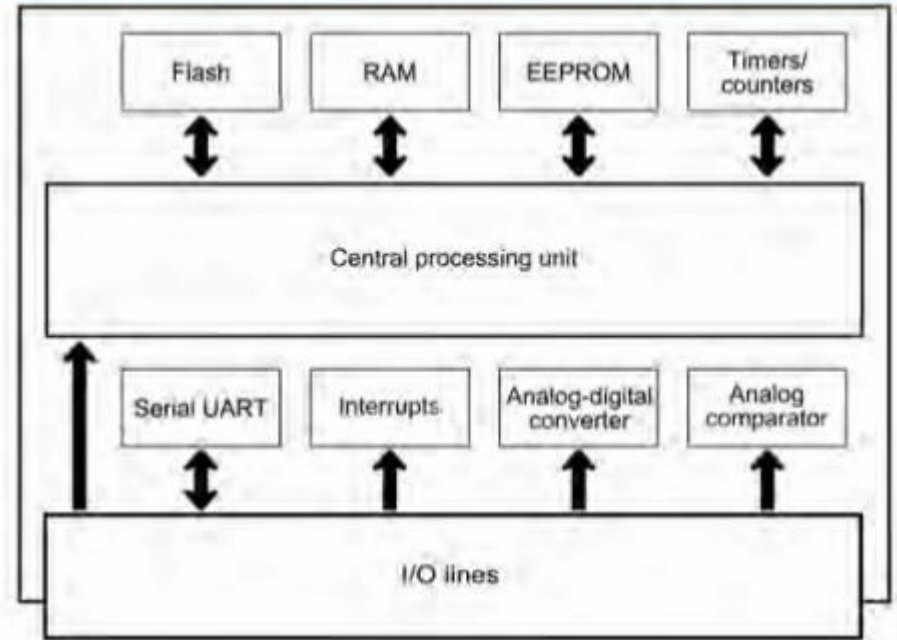 Flash
RAM
EEPROM
Timers/
counters
Central processing unit
Serial UART
Interrupts
Analog-digital
converter
Analog
comparator
I/O lines